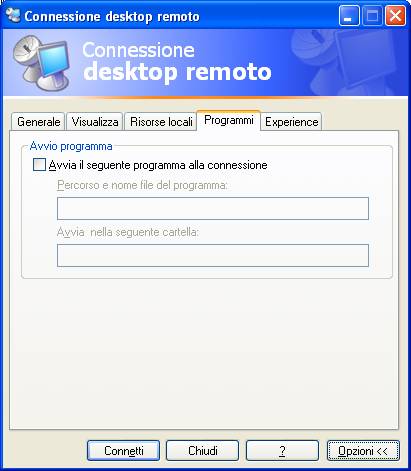 Connessione desktop remoto
Connessione
desktop remoto
Generale Visualizza Risorse locali Programmi Experience
Avvio programma
Avvia il seguente programma alla connessione
Percorso e nome file del programma:
Avvia nella seguente cartella:
Connetti Chiudi ? Opzioni <<